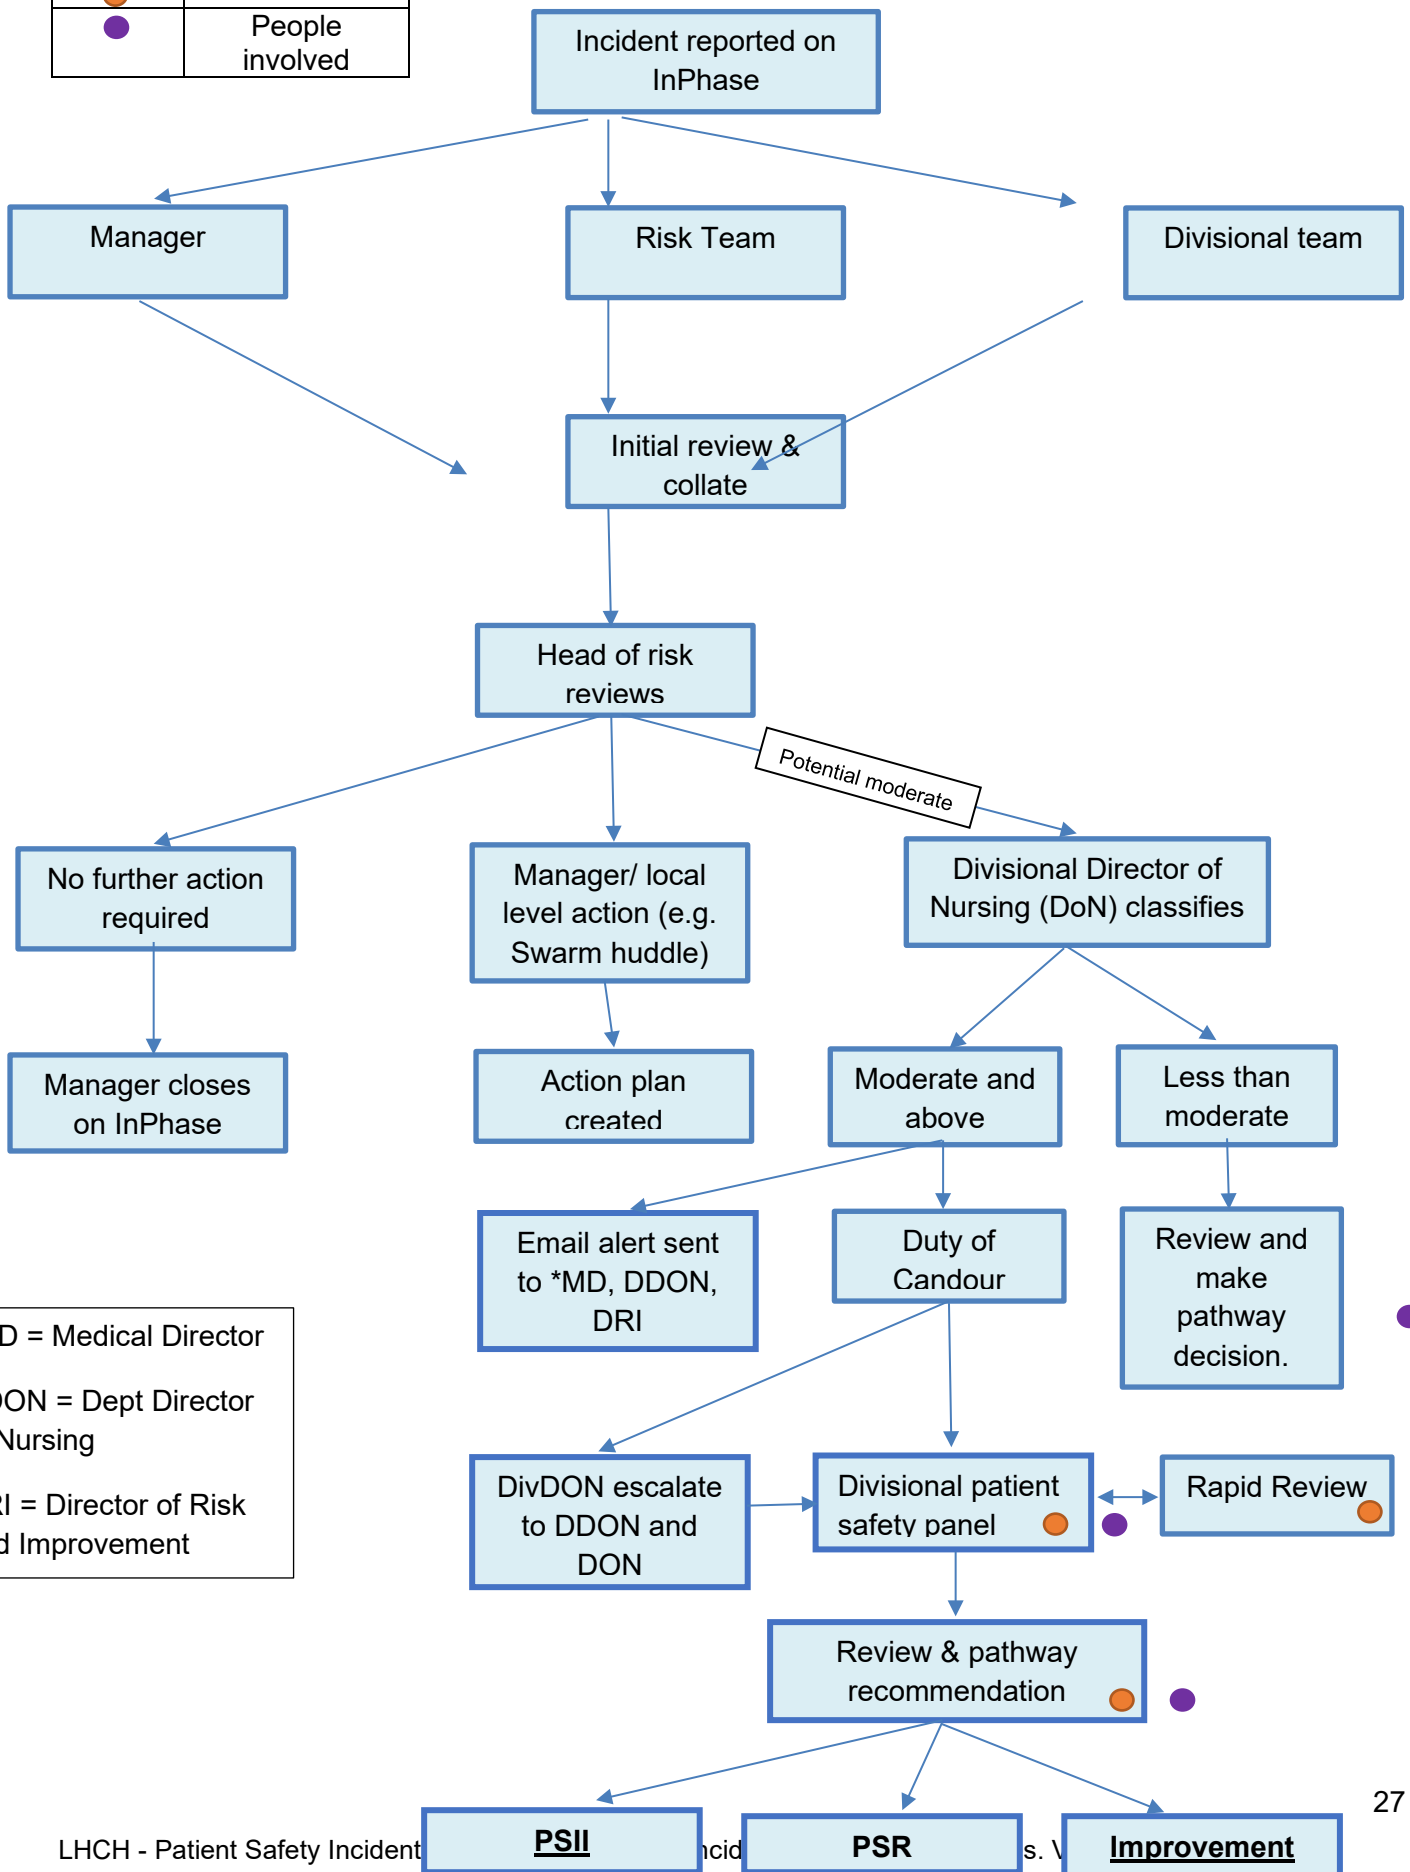 People
involved
Incident reported on
InPhase
Manager
Risk Team
Divisional team
Initial review &
collate
Head of risk
reviews
Potential moderate
No further action
required
Manager/ local
level action (e.g.
Swarm huddle)
Divisional Director of
Nursing (DoN) classifies
Manager closes
on InPhase
Action plan
created
Moderate and
above
Less than
moderate
Email alert sent
to *MD, DDON,
DRI
Duty of
Candour
Review and
make
pathway
decision.
D = Medical Director
ON = Dept Director
Nursing
I = Director of Risk
d Improvement
DivDON escalate
to DDON and
DON
Divisional patient
safety panel
Rapid Review
Review & pathway
recommendation
27
PSII
PSR
Improvement
LHCH - Patient Safety Incident ncid s. V